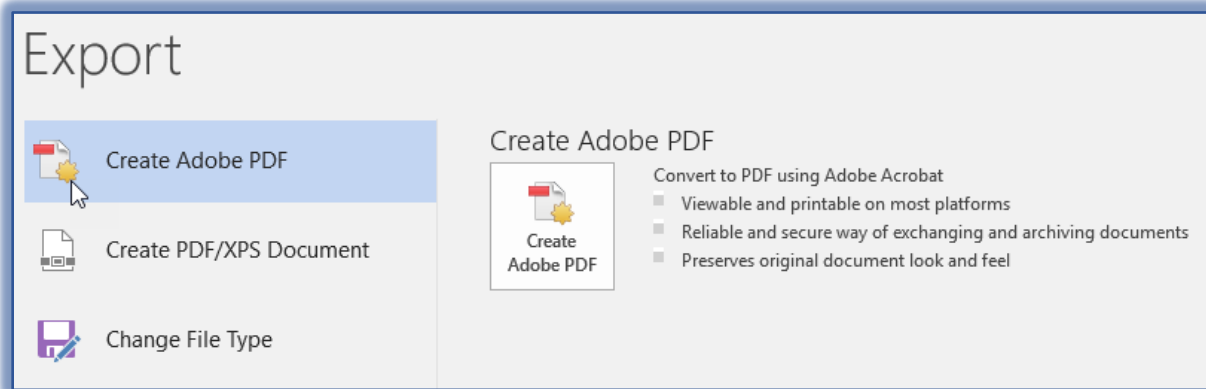 Export
Create Adobe PDF
Create PDF/XPS Document
Change File Type
Create Adobe PDF
Create
Adobe PDF
Convert to PDF using Adobe Acrobat
Viewable and printable on most platforms
Reliable and secure way of exchanging and archiving documents
Preserves original document look and feel